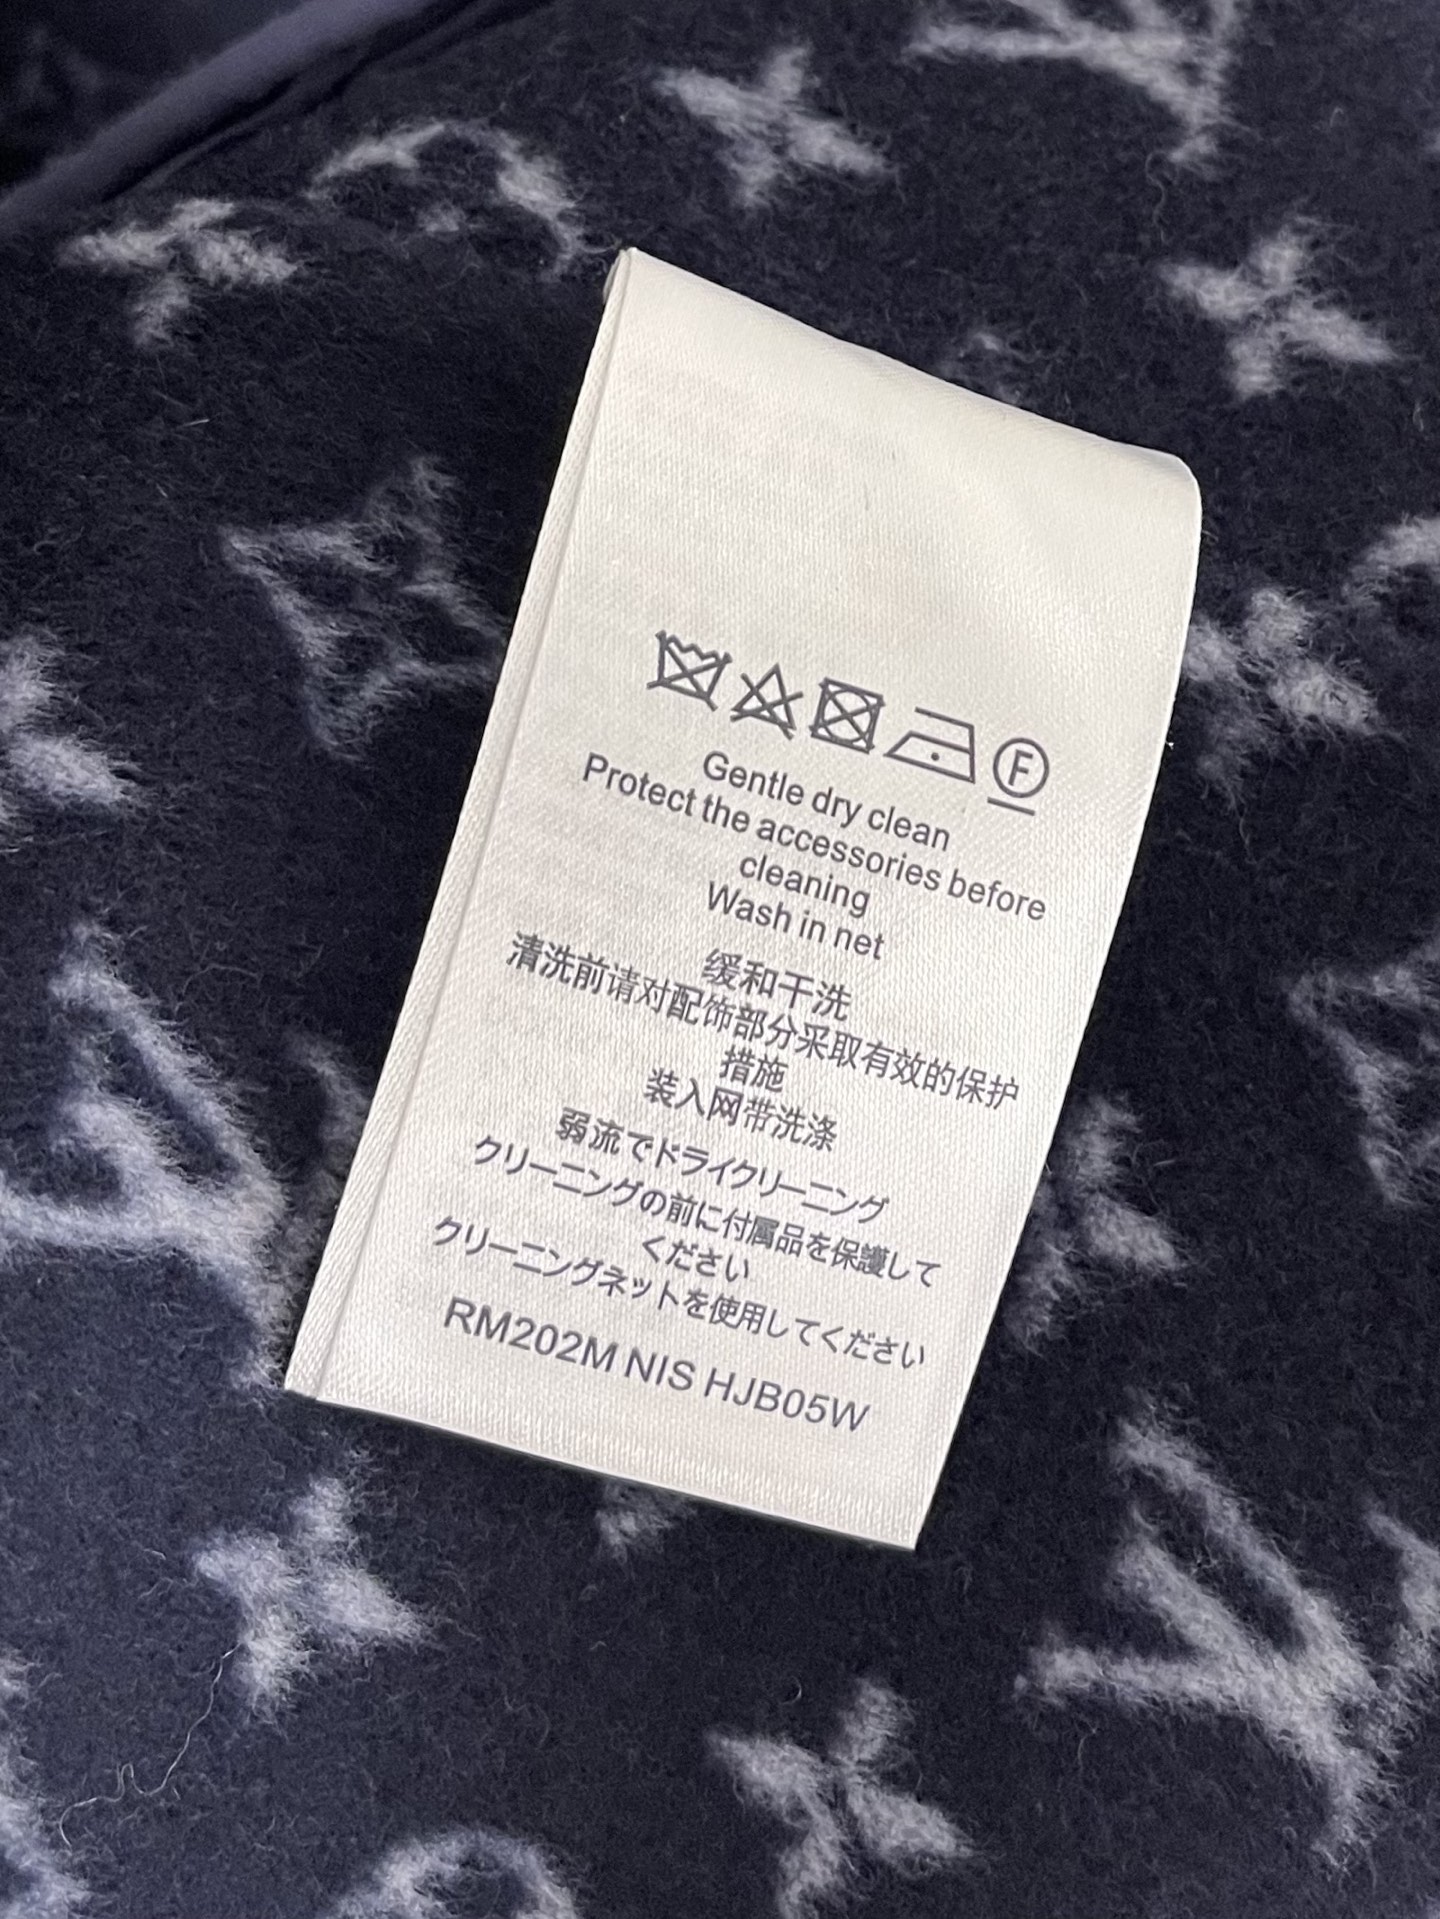 F
Gentle dry clean
Protect the accessories before
cleaning
Wash in net
缓和干洗
清洗前请对配饰部分采取有效的保护
措施
装入网带洗涤
弱流でドライクリーニング
クリーニングの前に付属品を保護して
ください
クリーニングネットを使用してください
RM202M NIS HJB05W